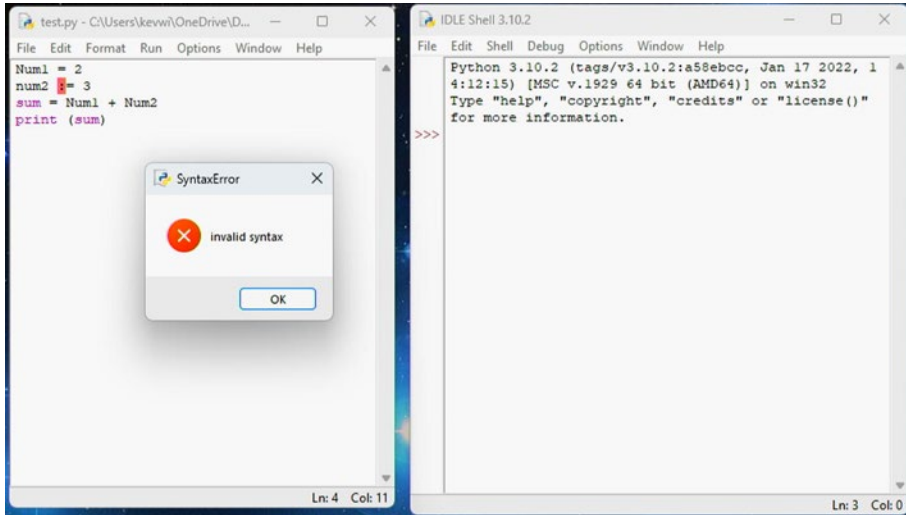 test.py - C:\Users\kevwi\OneDrive\D...
File Edit Format Run Options Window Help
Num1 = 2
num2 := 3
sum = Num1 + Num2
print (sum)
SyntaxError
invalid syntax
OK
Ln: 4 Col: 11
IDLE Shell 3.10.2
File Edit Shell Debug Options Window Help
Python 3.10.2 (tags/v3.10.2:a58ebcc, Jan 17 2022, 1
4:12:15) [MSC v.1929 64 bit (AMD64)] on win32
Type "help", "copyright", "credits" or "license()"
for more information.
>>>
Ln: 3 Col: 0